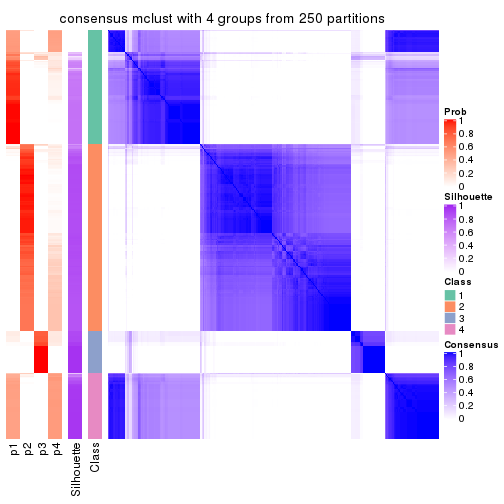 consensus mclust with 4 groups from 250 partitions
p1
p2
p3
p4
Silhouette
Class
Prob
1
0.8
0.6
0.4
0.2
0
Silhouette
1
0.8
0.6
0.4
0.2
0
Class
1
2
3
4
Consensus
1
0.8
0.6
0.4
0.2
0